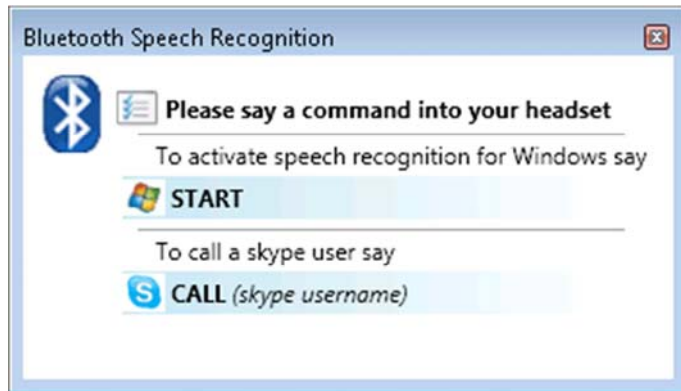 Bluetooth Speech Recognition
Please say a command into your headset
To activate speech recognition for Windows say
START
To call a skype user say
CALL (skype username)